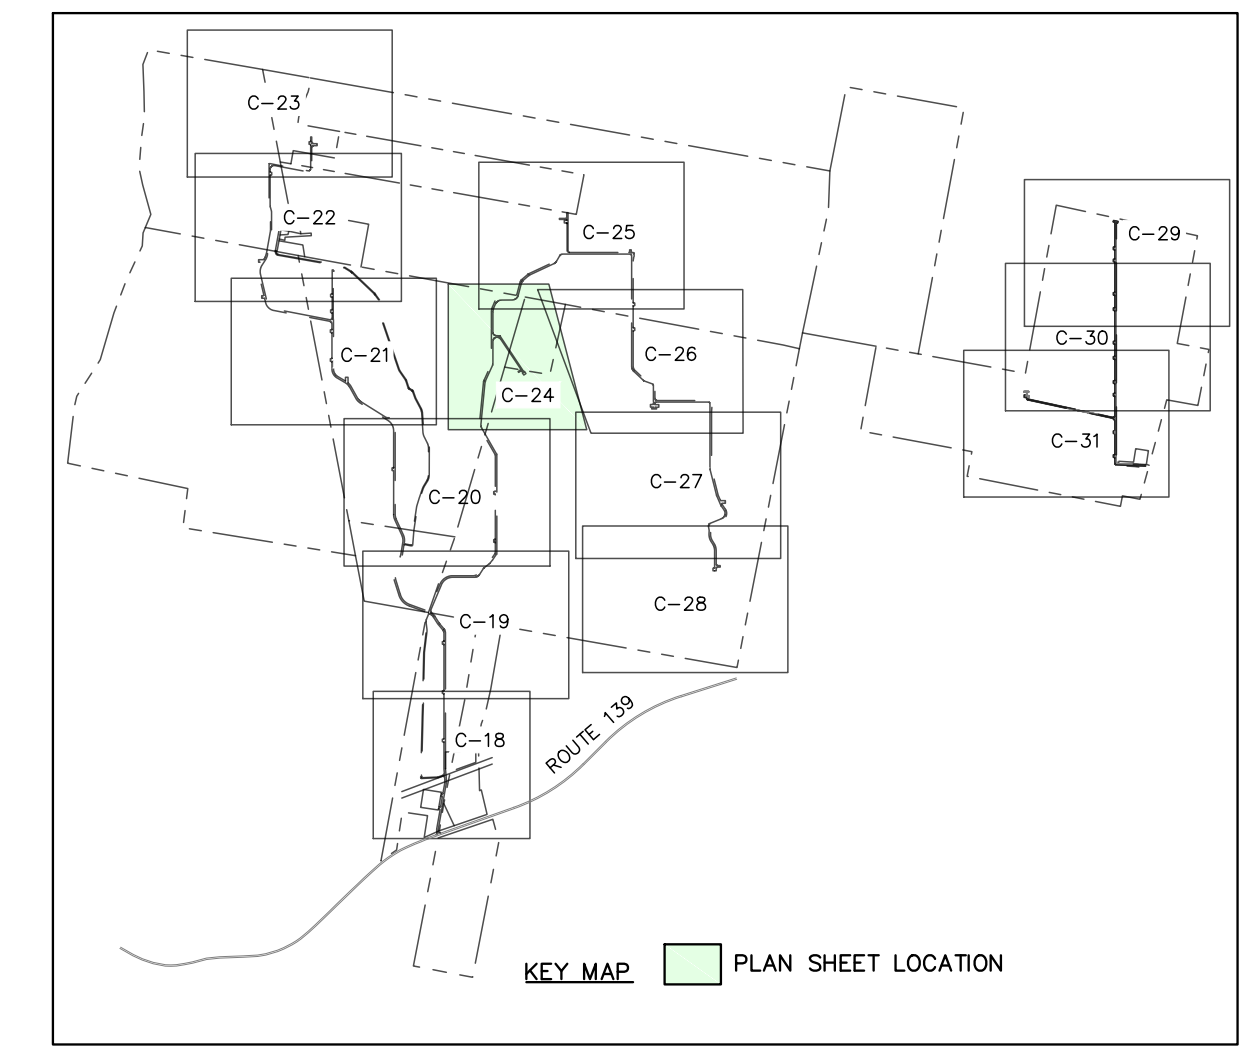 C-23
C-22
C-25
C-29
C-30
C-21
C-26
C-24
C-31
C-27
C-20
C-28
C-19
C-18
ROUTE 139
KEY MAP
PLAN SHEET LOCATION